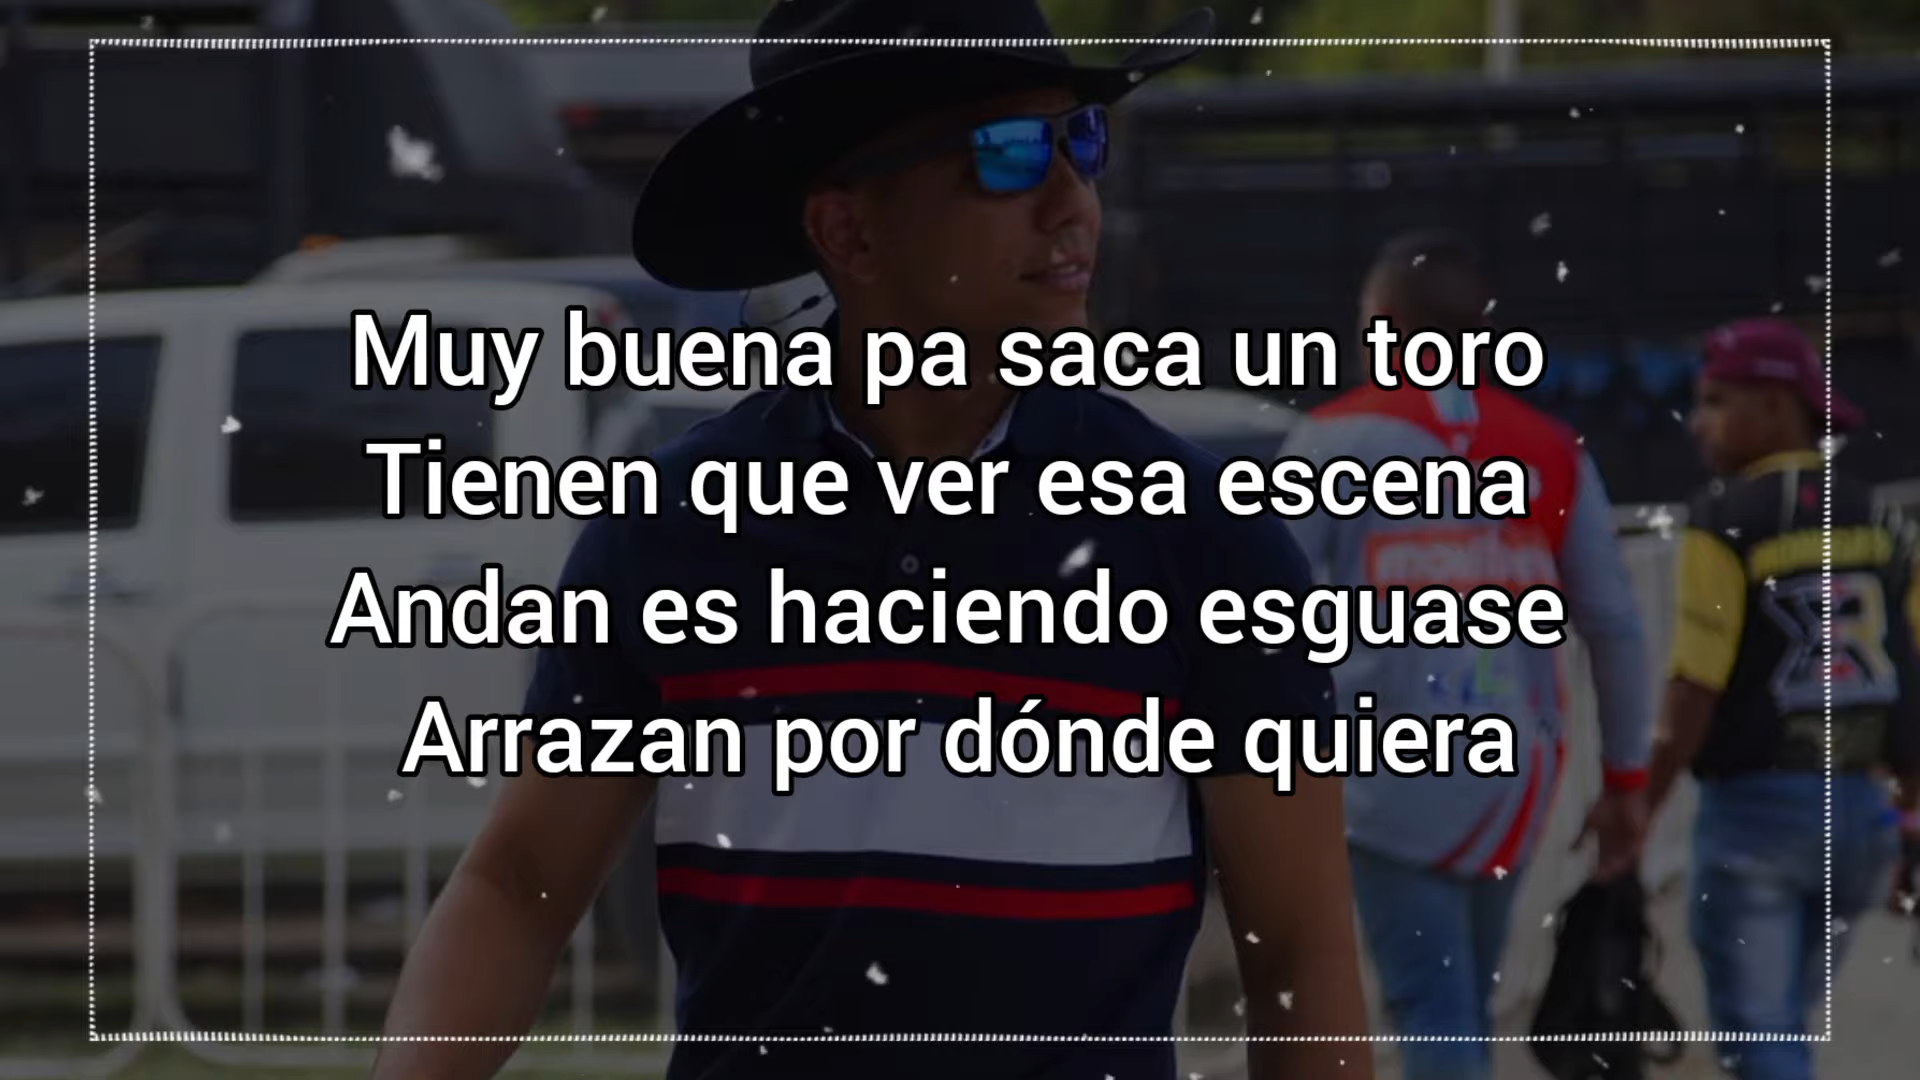 Muy buena pa saca un toro
Tienen que ver esa escena
Andan es haciendo esguase
Arrazan por dónde quiera